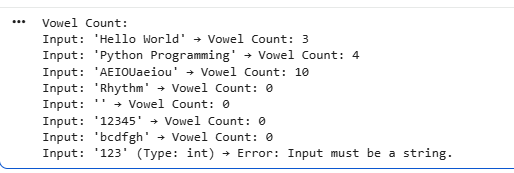 Vowel Count:
Input: 'Hello World' → Vowel Count: 3
Input: 'Python Programming' → Vowel Count: 4
Input: 'AEIOUaeiou' → Vowel Count: 10
Input: 'Rhythm' → Vowel Count: 0
Input: '' → Vowel Count: 0
Input: '12345' → Vowel Count: 0
Input: 'bcdfgh' → Vowel Count: 0
Input: '123' (Type: int) → Error: Input must be a string.